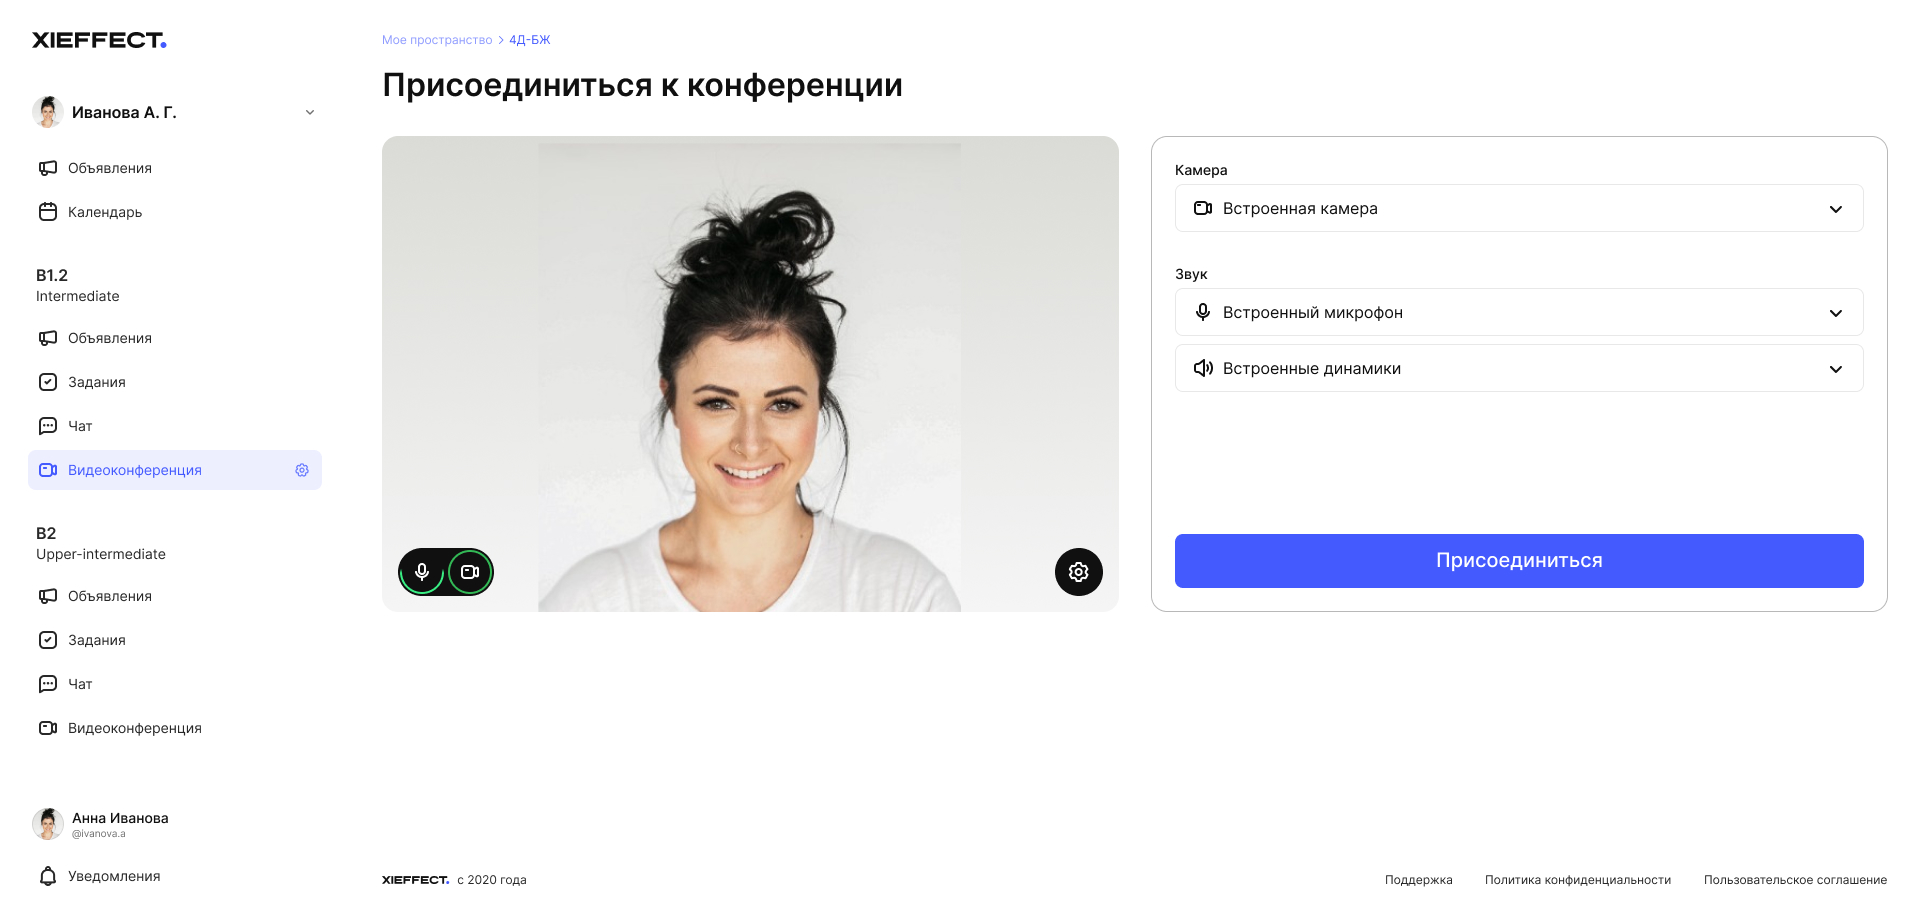 XIEFFECT.
Иванова А. Г.
Объявления
Календарь
B1.2
Intermediate
Объявления
Задания
Чат
Видеоконференция
B2
Upper-intermediate
Объявления
Задания
Чат
Видеоконференция
Анна Иванова
@ivanova.a
Уведомления
Мое пространство > 4Д-БЖ
Присоединиться к конференции
Камера
Встроенная камера
Звук
Встроенный микрофон
Встроенные динамики
Присоединиться
XIEFFECT. с 2020 года
Поддержка Политика конфиденциальности Пользовательское соглашение